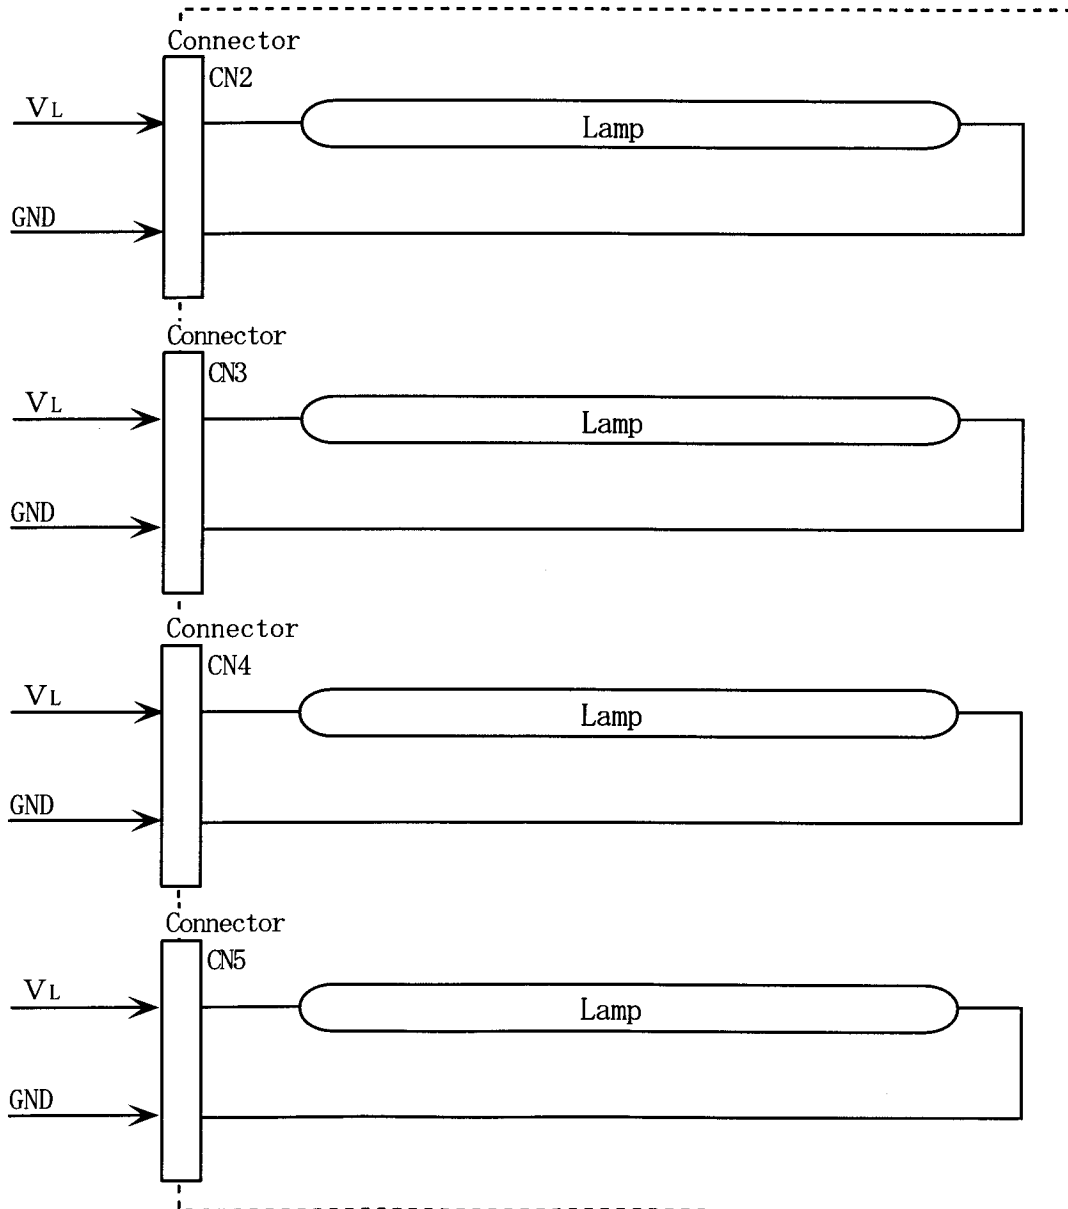 Connector
CN2
VL
Lamp
GND
Connector
CN3
VL
Lamp
GND
Connector
CN4
VL
Lamp
GND
Connector
CN5
VL
Lamp
GND